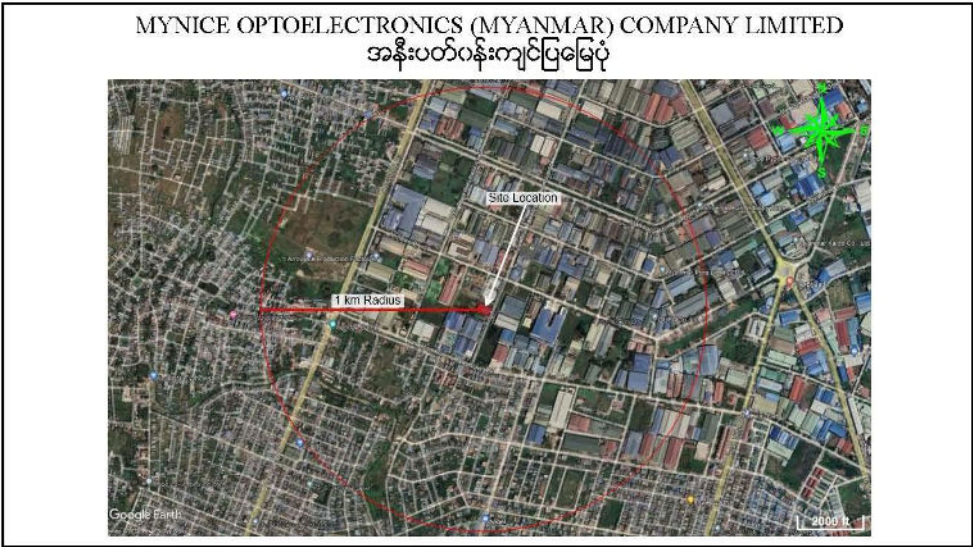 MYNICE OPTOELECTRONICS (MYANMAR) COMPANY LIMITED
အနီးပတ်ဝန်းကျင်ပြမြေပုံ
Site Location
1 km Radius
Google Earth
2000 ft
S